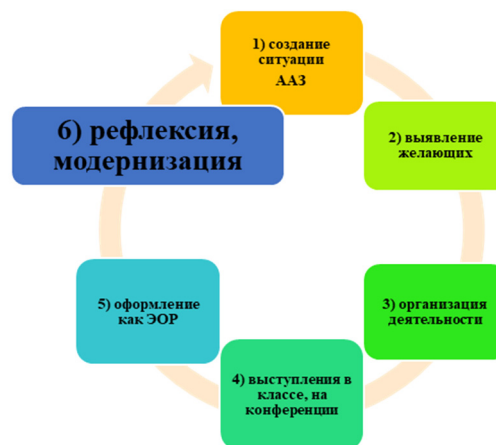 1) создание
ситуации
ААЗ
2) выявление
желающих
3) организация
деятельности
4) выступления в
классе, на
конференции
5) оформление
как ЭОР
6) рефлексия,
модернизация